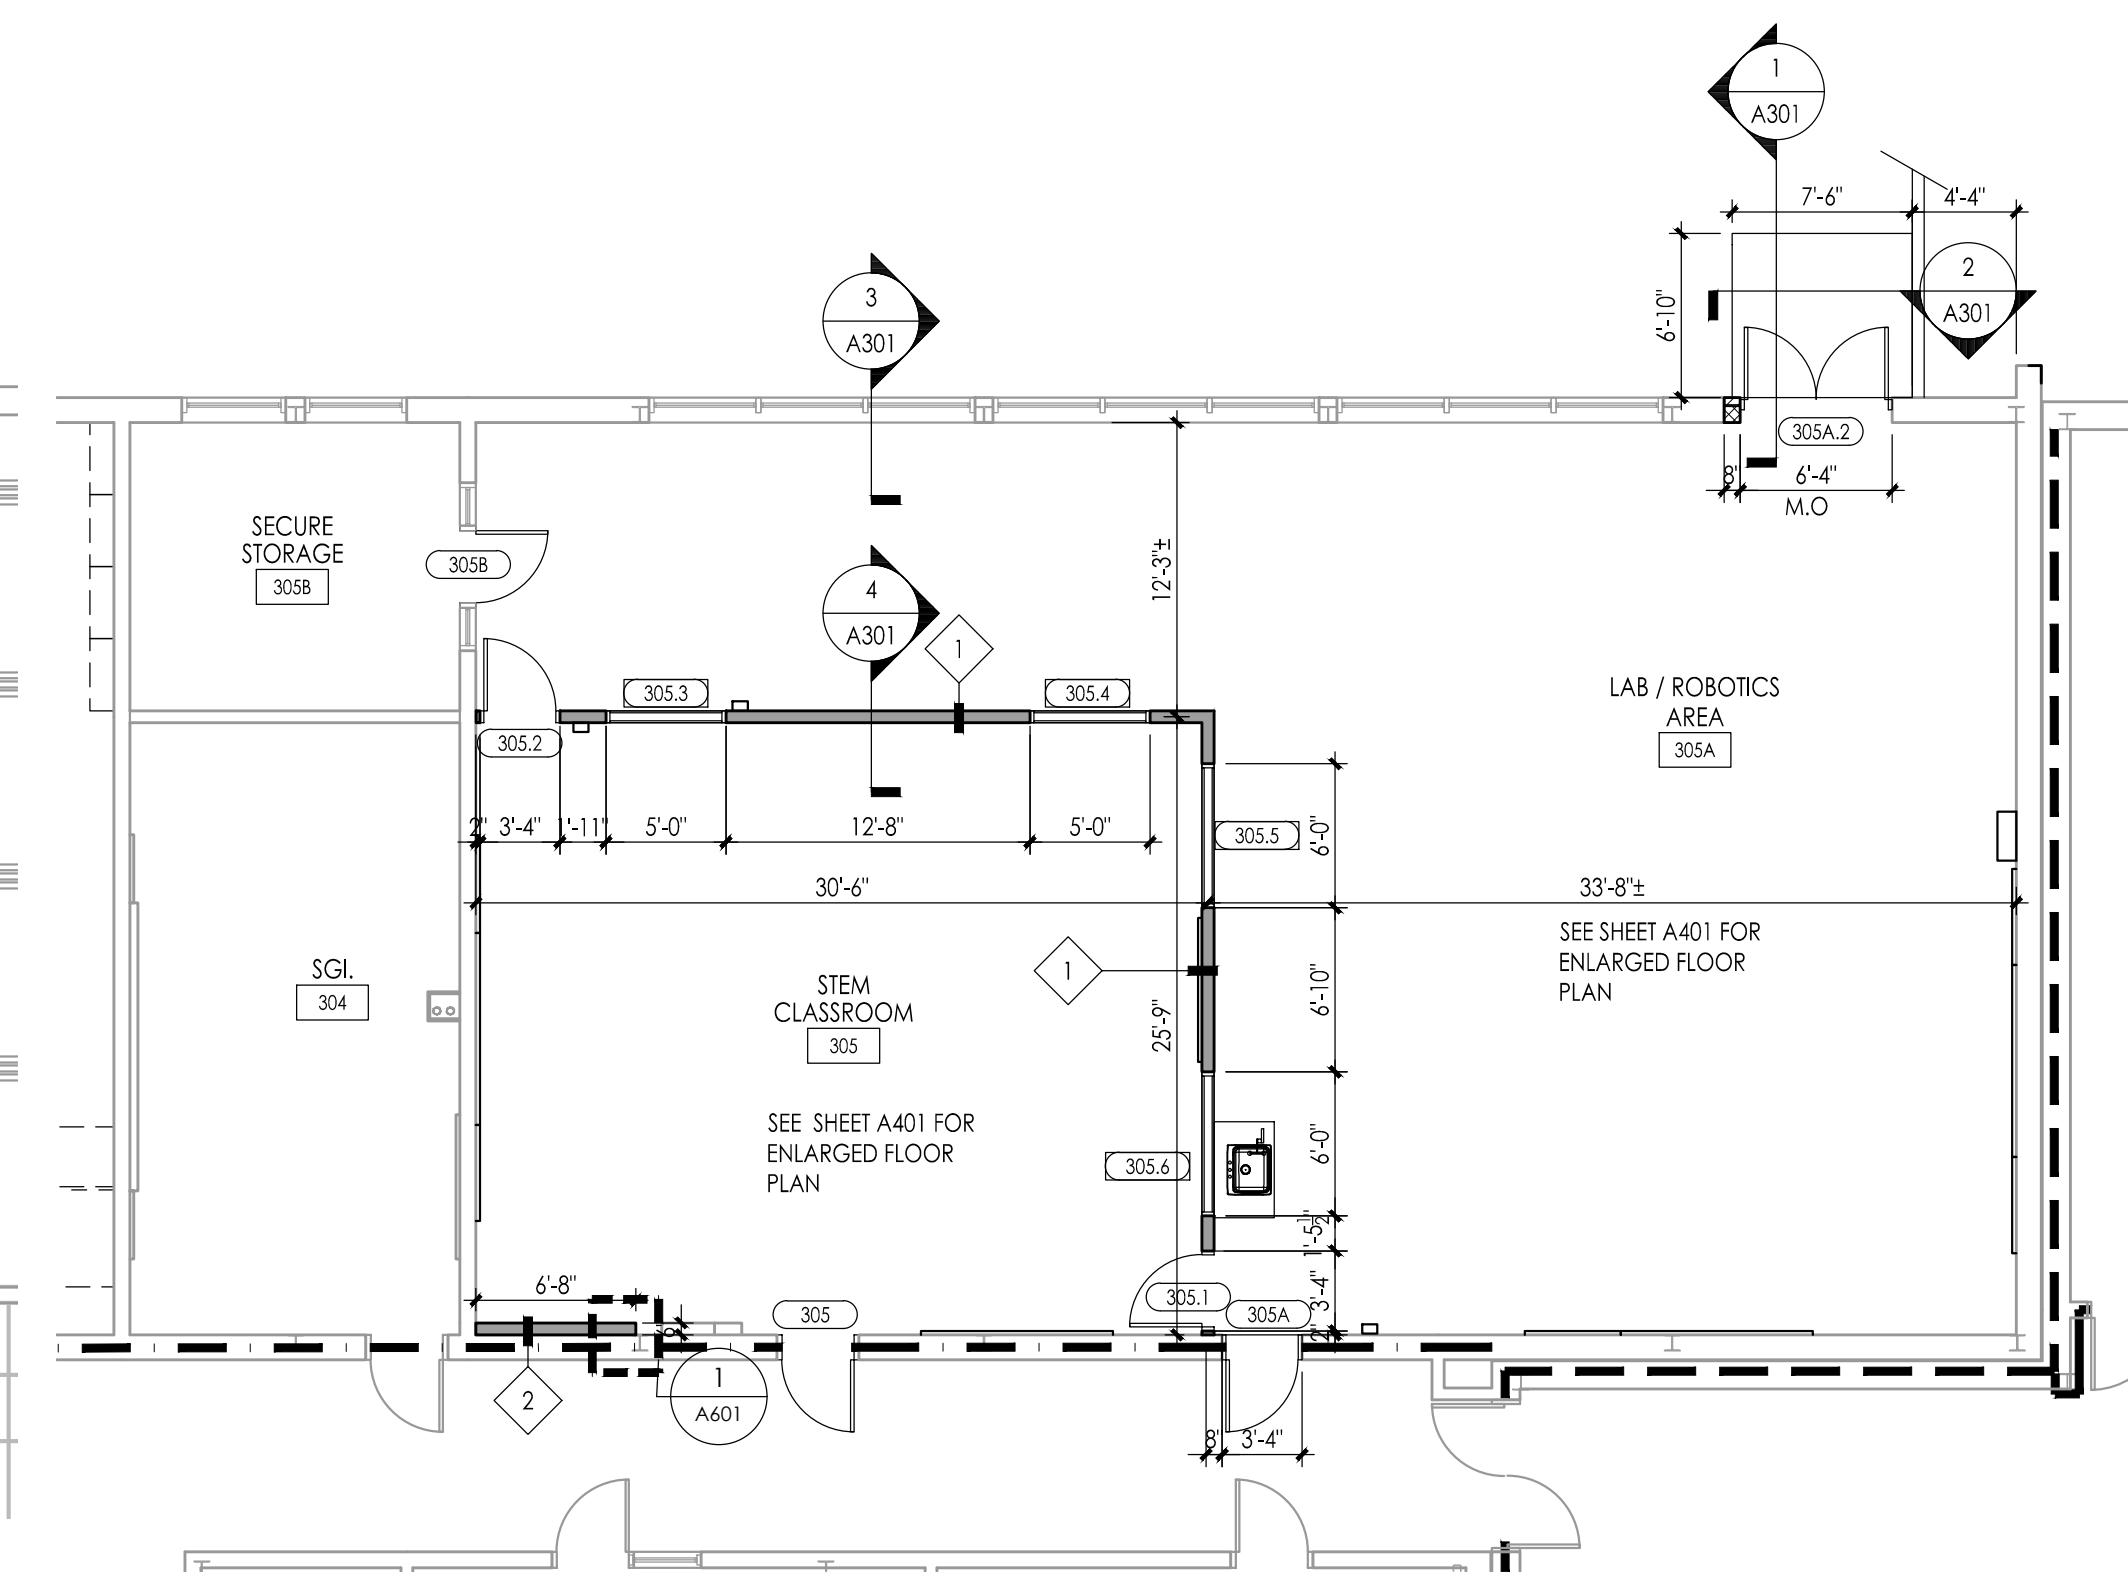 1
A301
7'-6"
4'-4"
2
A301
6'-10"
3
A301
305A.2
8"
6'-4"
M.O
SECURE
STORAGE
305B
305B
12'-3"±
4
A301
1
LAB / ROBOTICS
AREA
305A
305.3
305.4
305.2
2"
3'-4"
1'-11"
5'-0"
12'-8"
5'-0"
305.5
6'-0"
30'-6"
33'-8"±
SEE SHEET A401 FOR
ENLARGED FLOOR
PLAN
SGI.
304
STEM
CLASSROOM
305
1
6'-10"
25'-9"
SEE  SHEET A401 FOR
ENLARGED FLOOR
PLAN
305.6
6'-0"
1'-5½"
6'-8"
305
305.1
305A
3'-4"
2"
6"
2
1
A601
8"
3'-4"